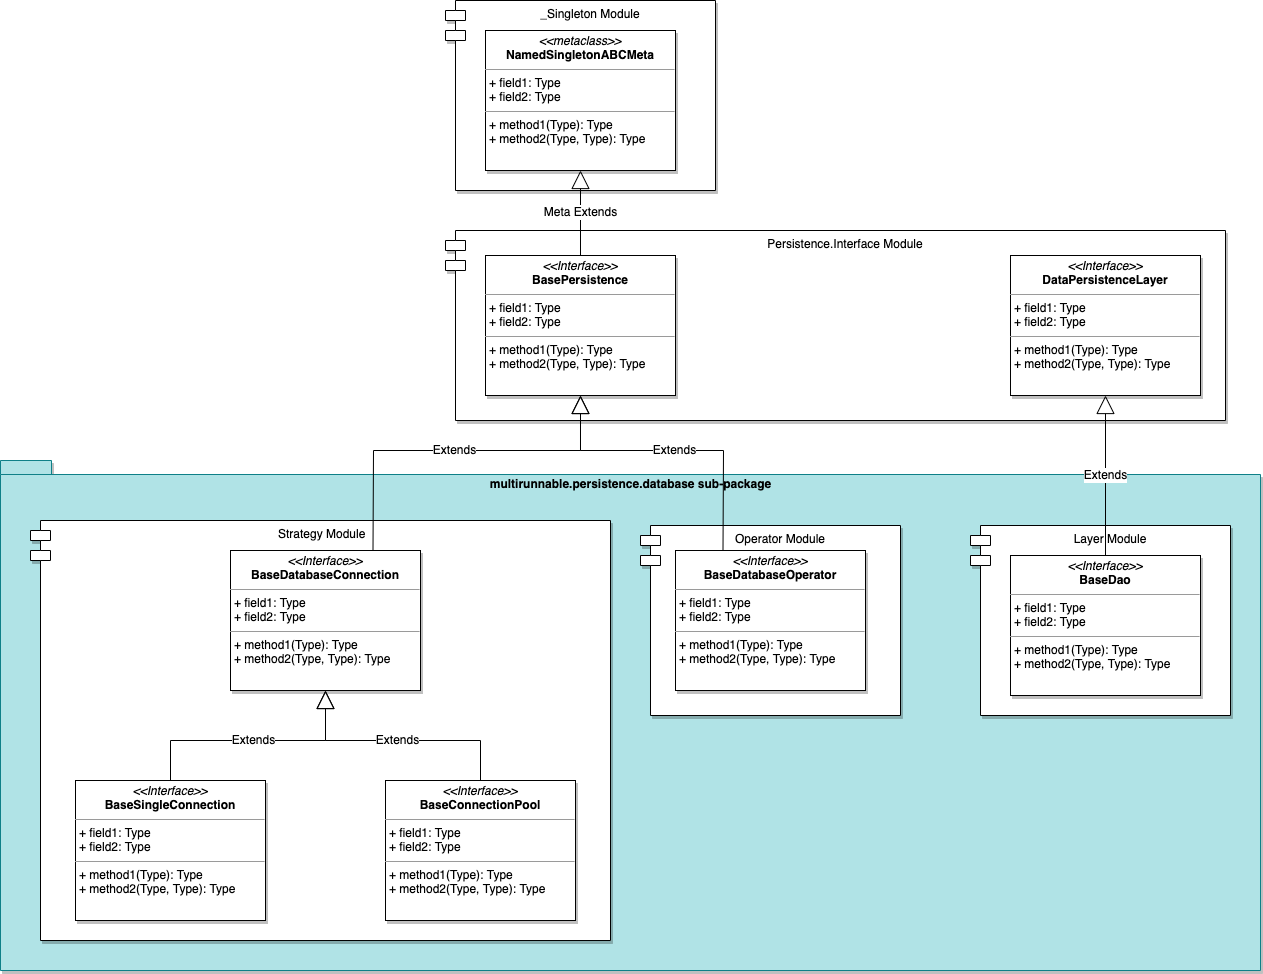 _Singleton Module
<<metaclass>>
NamedSingletonABCMeta
+ field1: Type
+ field2: Type
+ method1(Type): Type
+ method2(Type, Type): Type
Meta Extends
Persistence.Interface Module
<<Interface>>
BasePersistence
+ field1: Type
+ field2: Type
+ method1(Type): Type
+ method2(Type, Type): Type
<<Interface>>
DataPersistenceLayer
+ field1: Type
+ field2: Type
+ method1(Type): Type
+ method2(Type, Type): Type
Extends
Extends
Extends
multirunnable.persistence.database sub-package
Strategy Module
<<Interface>>
BaseDatabaseConnection
+ field1: Type
+ field2: Type
+ method1(Type): Type
+ method2(Type, Type): Type
Extends
Extends
<<Interface>>
BaseSingleConnection
+ field1: Type
+ field2: Type
+ method1(Type): Type
+ method2(Type, Type): Type
<<Interface>>
BaseConnectionPool
+ field1: Type
+ field2: Type
+ method1(Type): Type
+ method2(Type, Type): Type
Operator Module
<<Interface>>
BaseDatabaseOperator
+ field1: Type
+ field2: Type
+ method1(Type): Type
+ method2(Type, Type): Type
Layer Module
<<Interface>>
BaseDao
+ field1: Type
+ field2: Type
+ method1(Type): Type
+ method2(Type, Type): Type